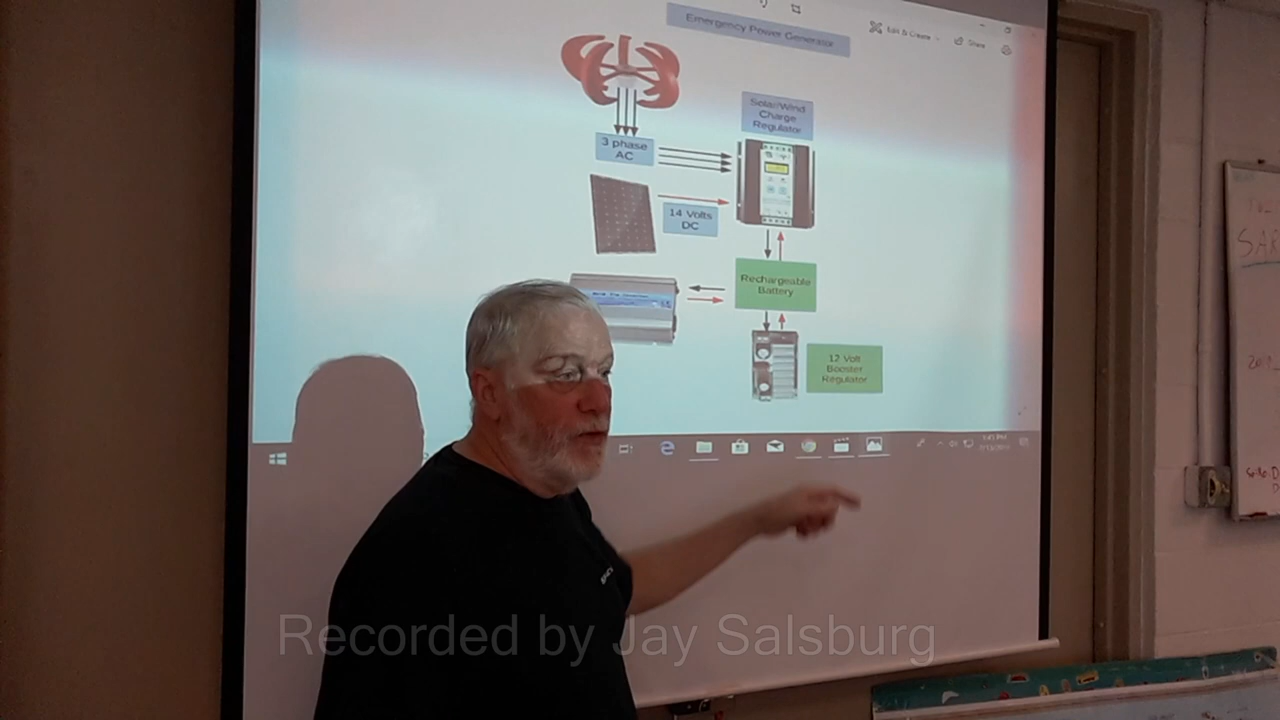 Emergency Power Generator
Edit & Create
Share
Solar/Wind
Charge
Regulator
3 phase
AC
14 Volts
DC
Rechargeable
Battery
12 Volt
Booster
Regulator
Recorded by Jay Salsburg